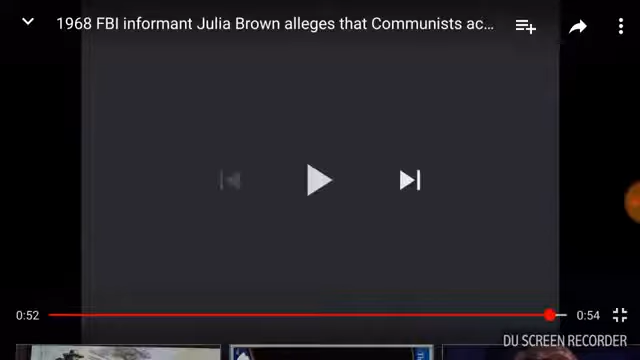 1968 FBI informant Julia Brown alleges that Communists ac...
0:52
0:54
DU SCREEN RECORDER